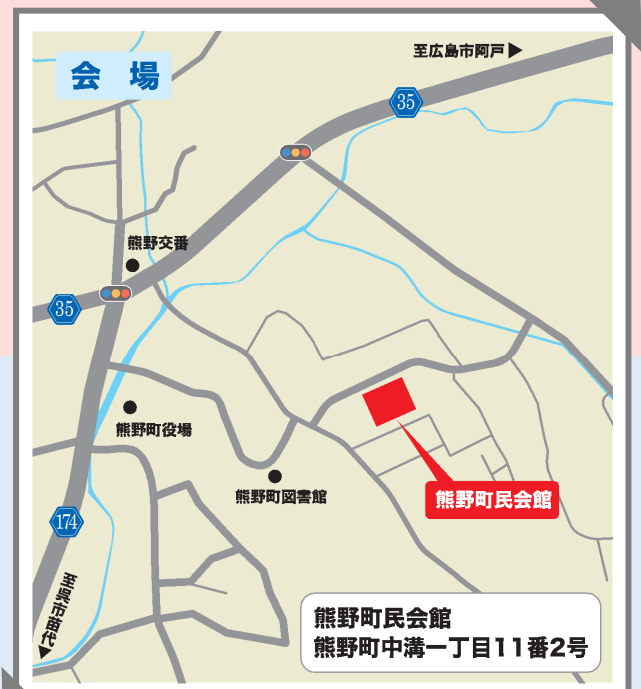 至広島市阿戸▶
会 場
35
熊野交番
35
熊野町役場
熊野町図書館
熊野町民会館
174
至呉市苗代▼
熊野町民会館
熊野町中溝一丁目11番2号